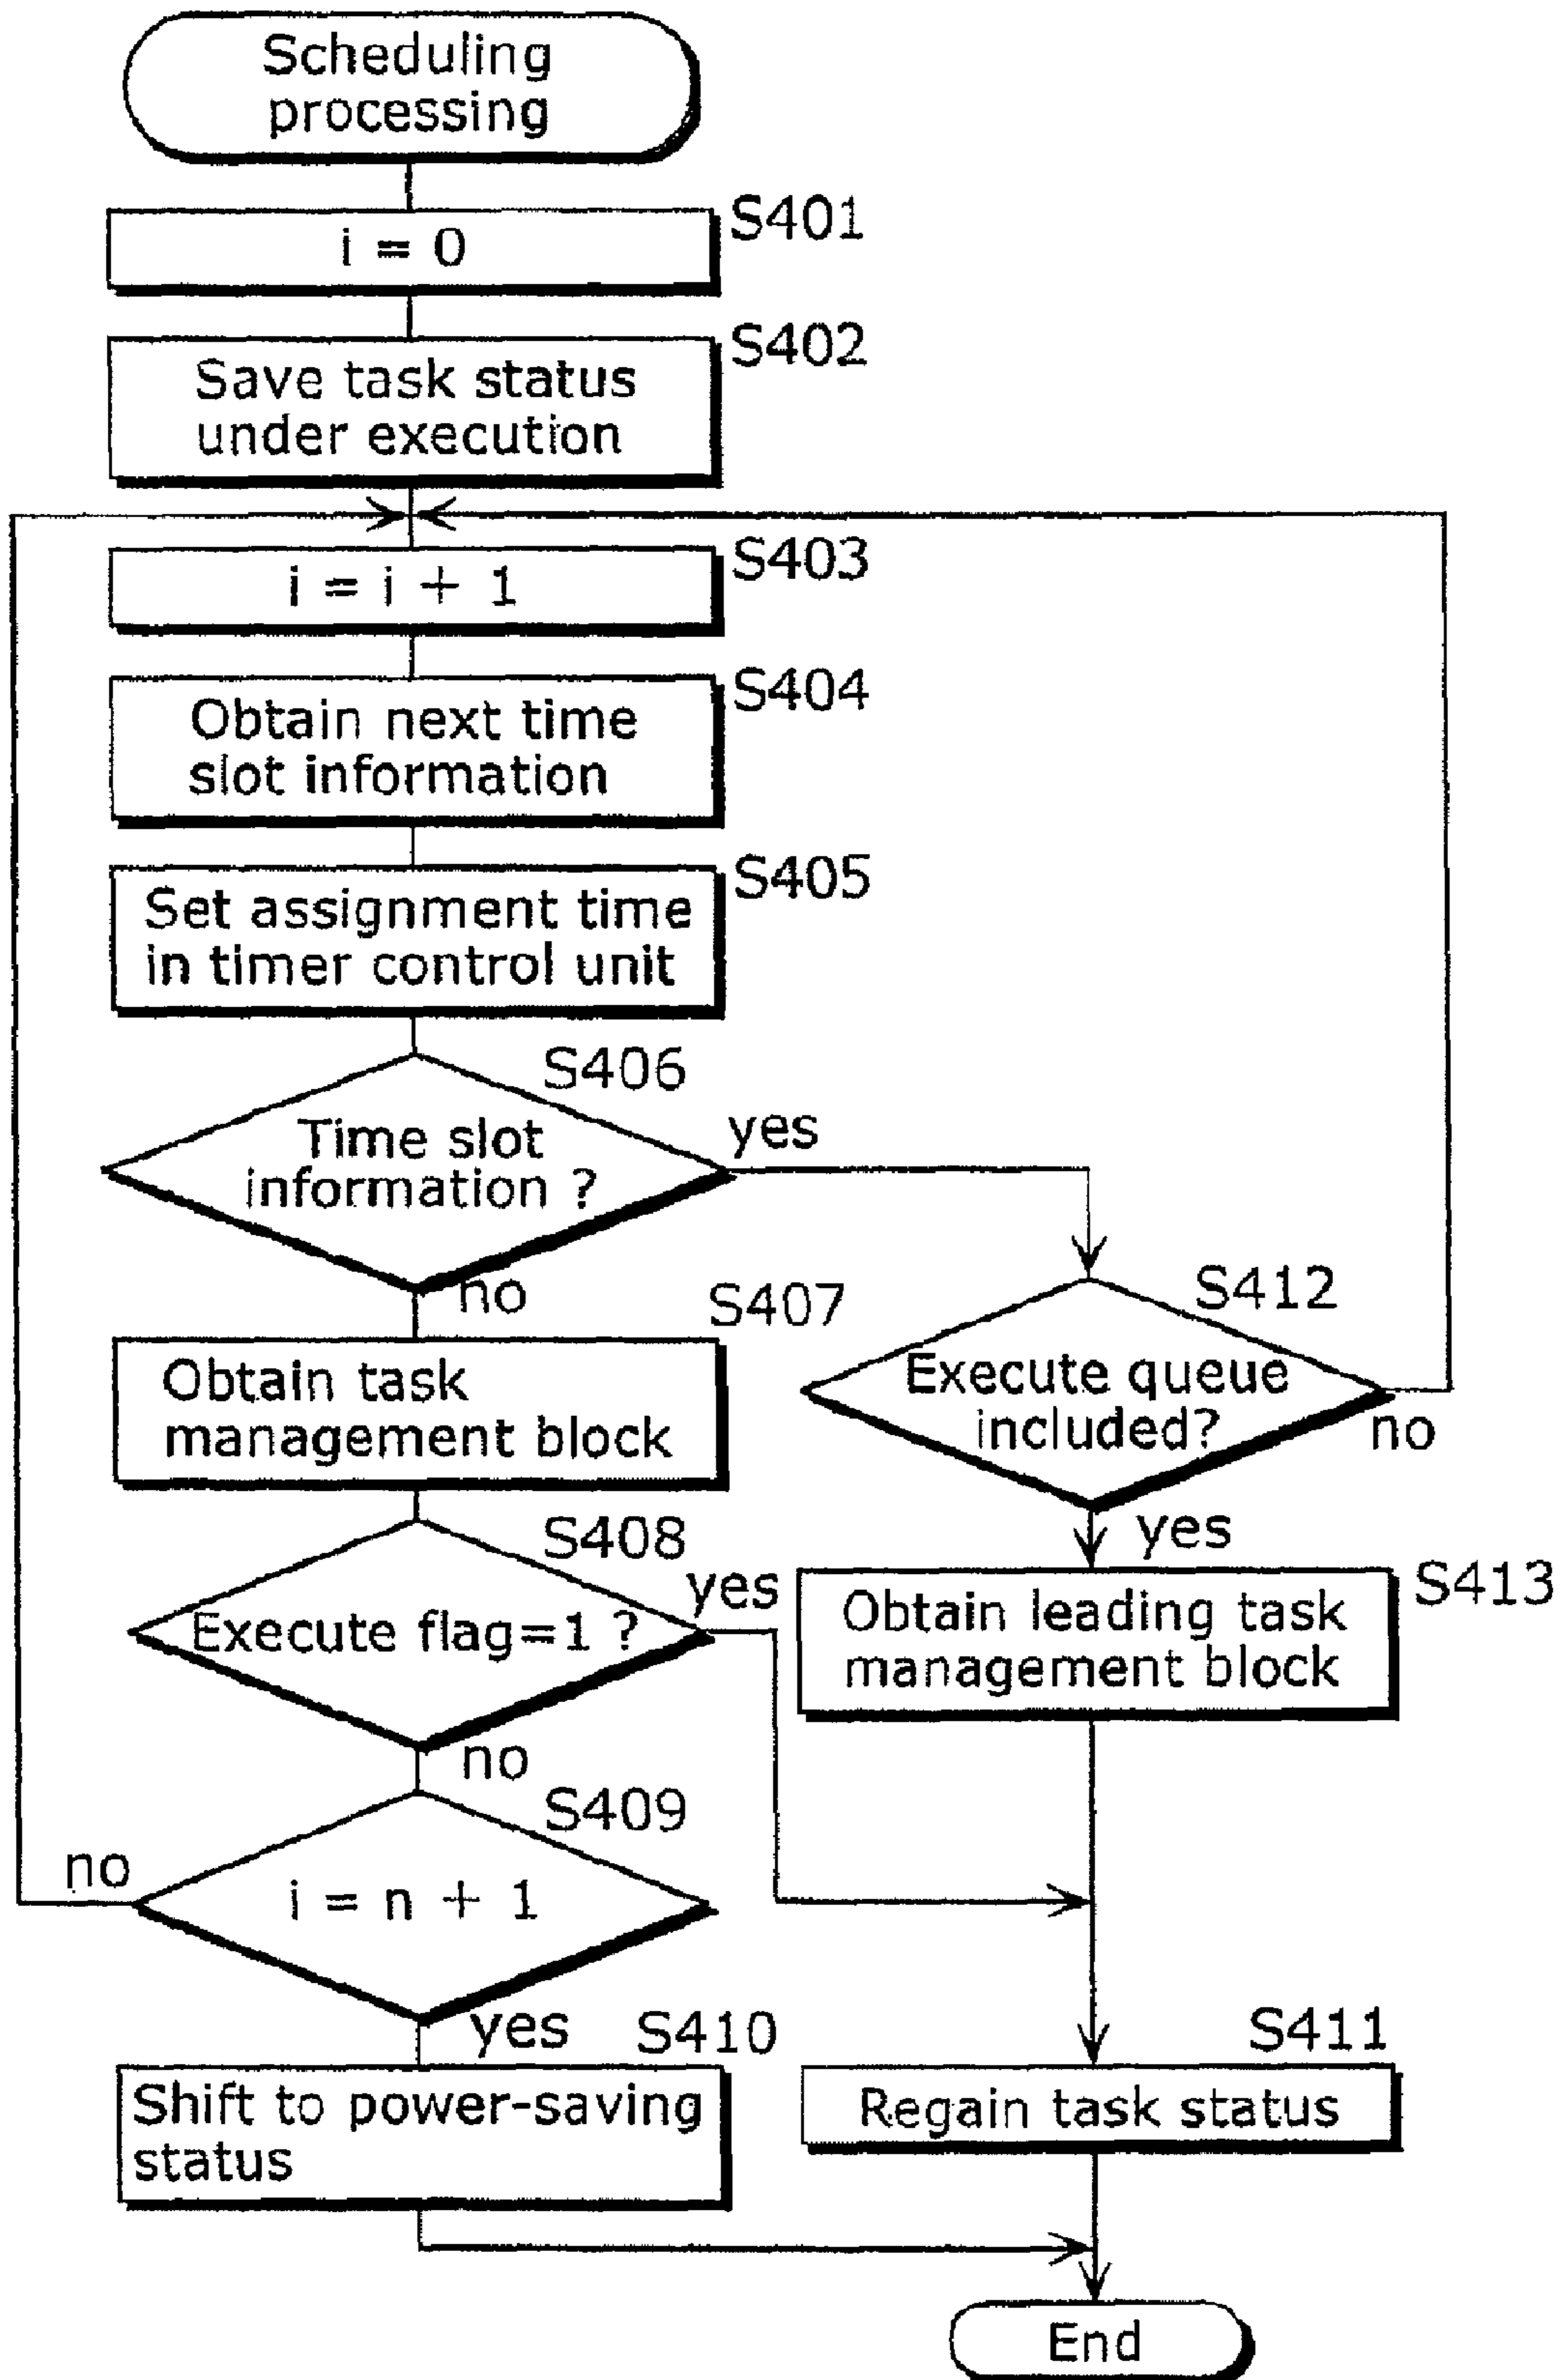 Scheduling
processing
S401
i = 0
S402
Save task status
under execution
S403
i = i + 1
S404
Obtain next time
slot information
S405
Set assignment time
in timer control unit
S406
Time slot
information ?
yes
no
S407
Obtain task
management block
S412
Execute queue
included?
no
yes
S408
Execute flag=1 ?
yes
no
S413
Obtain leading task
management block
S409
i = n + 1
no
yes
S410
Shift to power-saving
status
S411
Regain task status
End